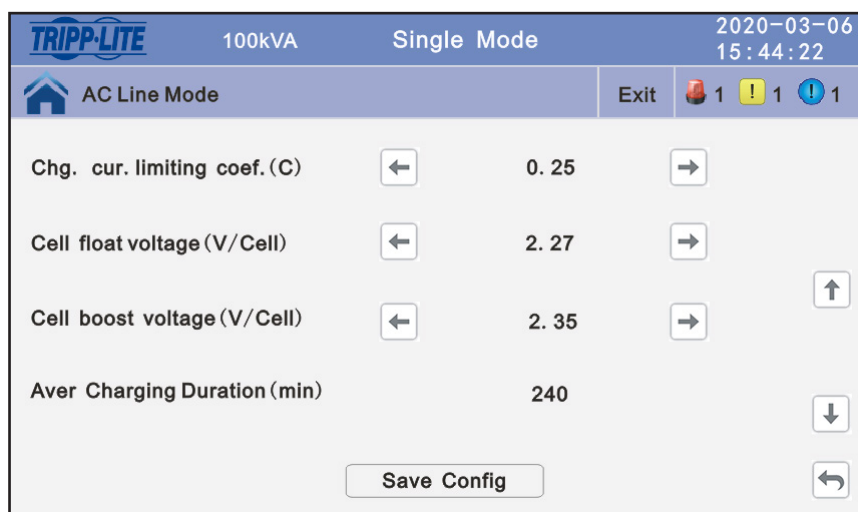 TRIPP·LITE 100kVA Single Mode 2020-03-06
15:44:22
AC Line Mode Exit 1 ! 1 ! 1
Chg. cur. limiting coef.(C) 0.25
Cell float voltage(V/Cell) 2.27
Cell boost voltage(V/Cell) 2.35
Aver Charging Duration(min) 240
Save Config